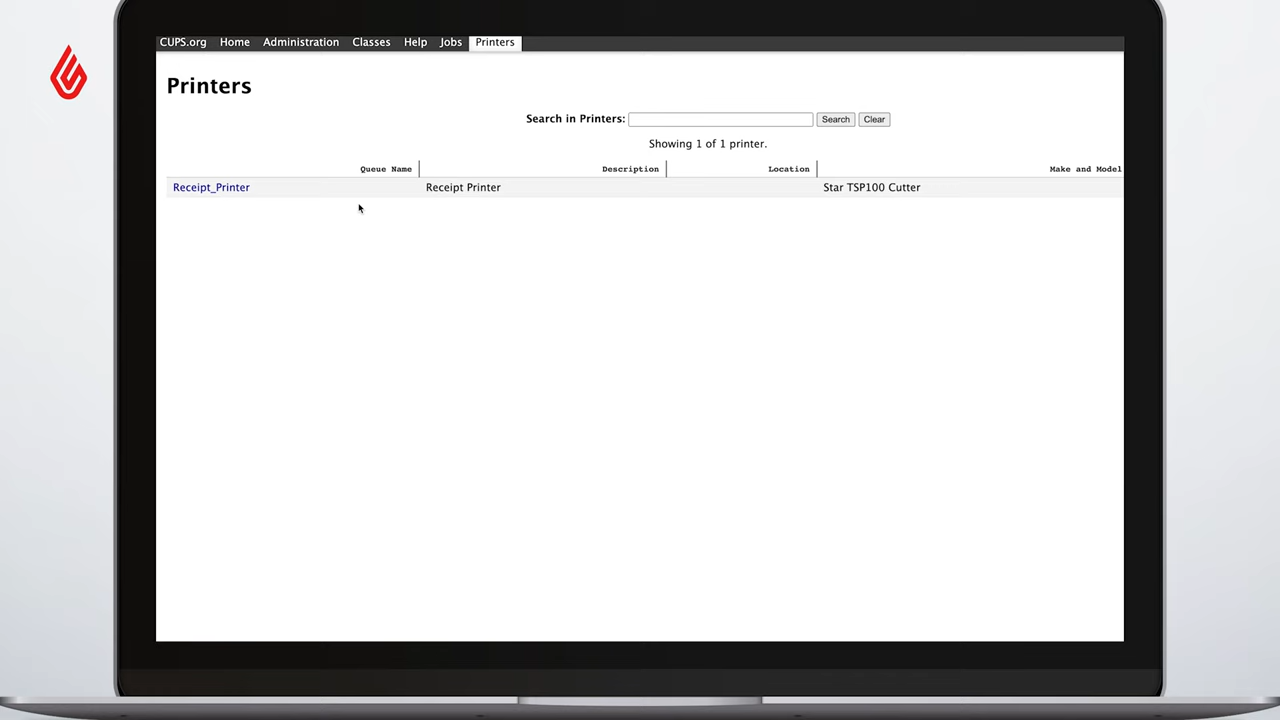 CUPS.org Home Administration Classes Help Jobs Printers
Printers
Search in Printers: Search Clear
Showing 1 of 1 printer.
Queue Name Description Location Make and Model
Receipt_Printer Receipt Printer Star TSP100 Cutter